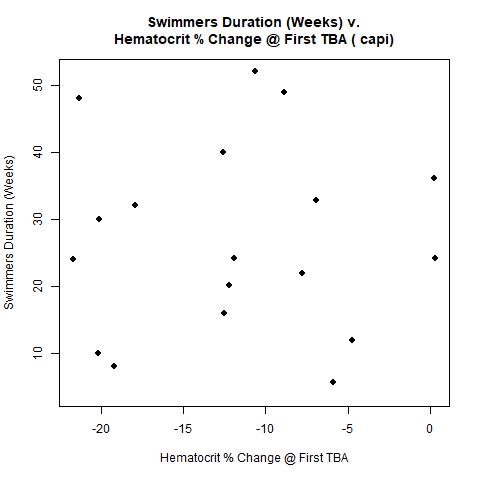 Swimmers Duration (Weeks) v.
Hematocrit % Change @ First TBA ( capi)
Swimmers Duration (Weeks)
50
40
30
20
10
-20 -15 -10 -5 0
Hematocrit % Change @ First TBA